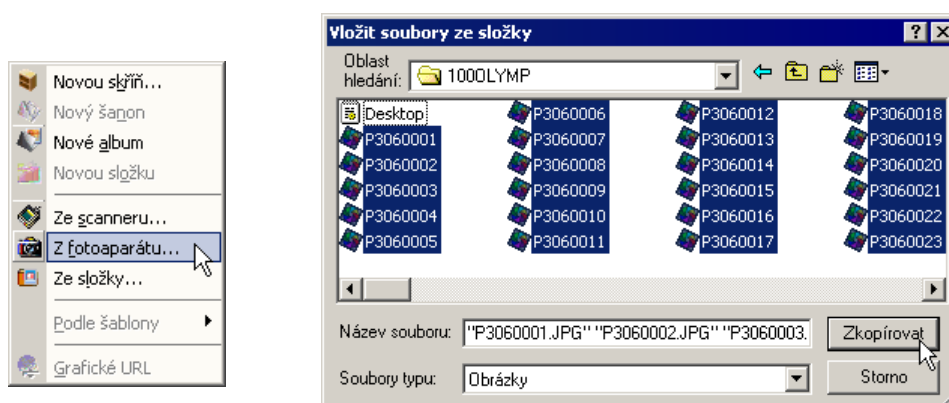 Novou skříň...
Nový šanon
Nové album
Novou složku
Ze scanneru...
Z fotoaparátu...
Ze složky...
Podle šablony
Grafické URL
Vložit soubory ze složky
Oblast
hledání: 100OLYMP
Desktop P3060006 P3060012 P3060018
P3060001 P3060007 P3060013 P3060019
P3060002 P3060008 P3060014 P3060020
P3060003 P3060009 P3060015 P3060021
P3060004 P3060010 P3060016 P3060022
P3060005 P3060011 P3060017 P3060023
Název souboru: "P3060001.JPG" "P3060002.JPG" "P3060003. Zkopírovat
Soubory typu: Obrázky Storno